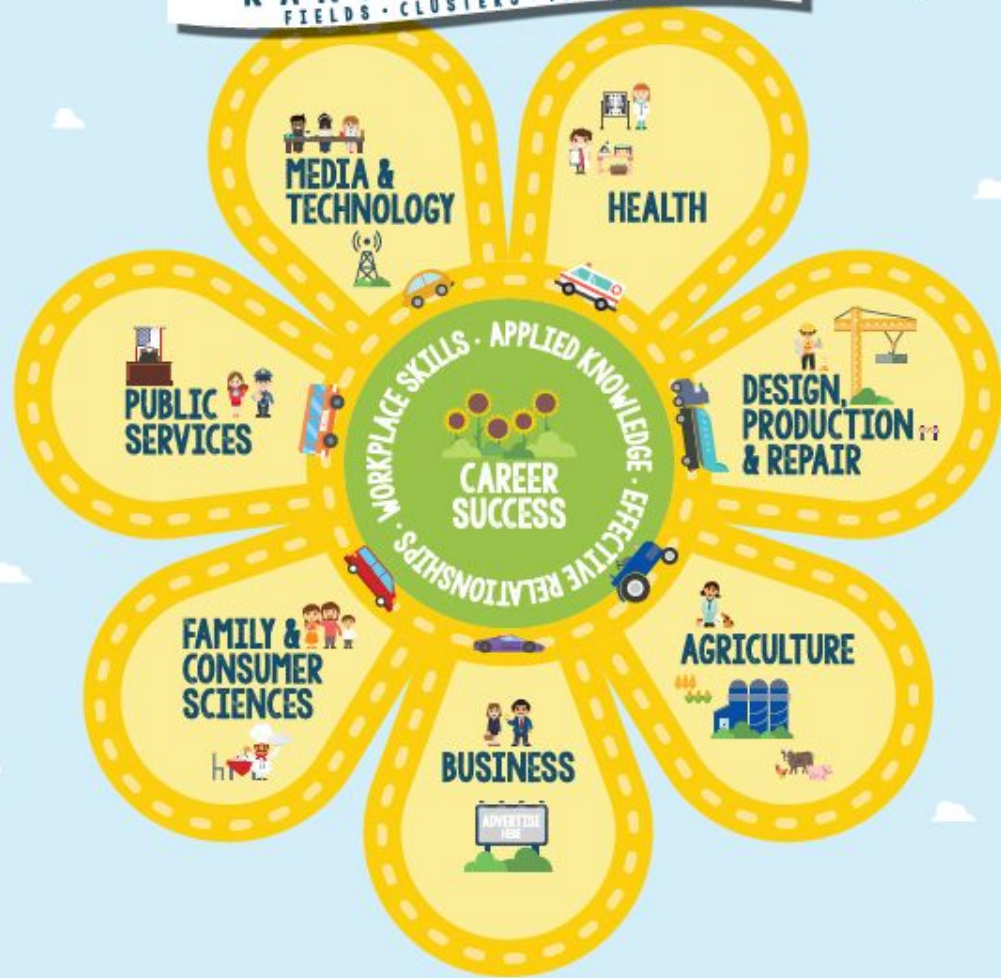 FIELDS · CLUSTERS
MEDIA &
TECHNOLOGY
HEALTH
PUBLIC
SERVICES
DESIGN,
PRODUCTION
& REPAIR
WORKPLACE SKILLS · APPLIED KNOWLEDGE · EFFECTIVE RELATIONSHIPS ·
CAREER
SUCCESS
FAMILY &
CONSUMER
SCIENCES
AGRICULTURE
BUSINESS
ADVERTISE
HERE